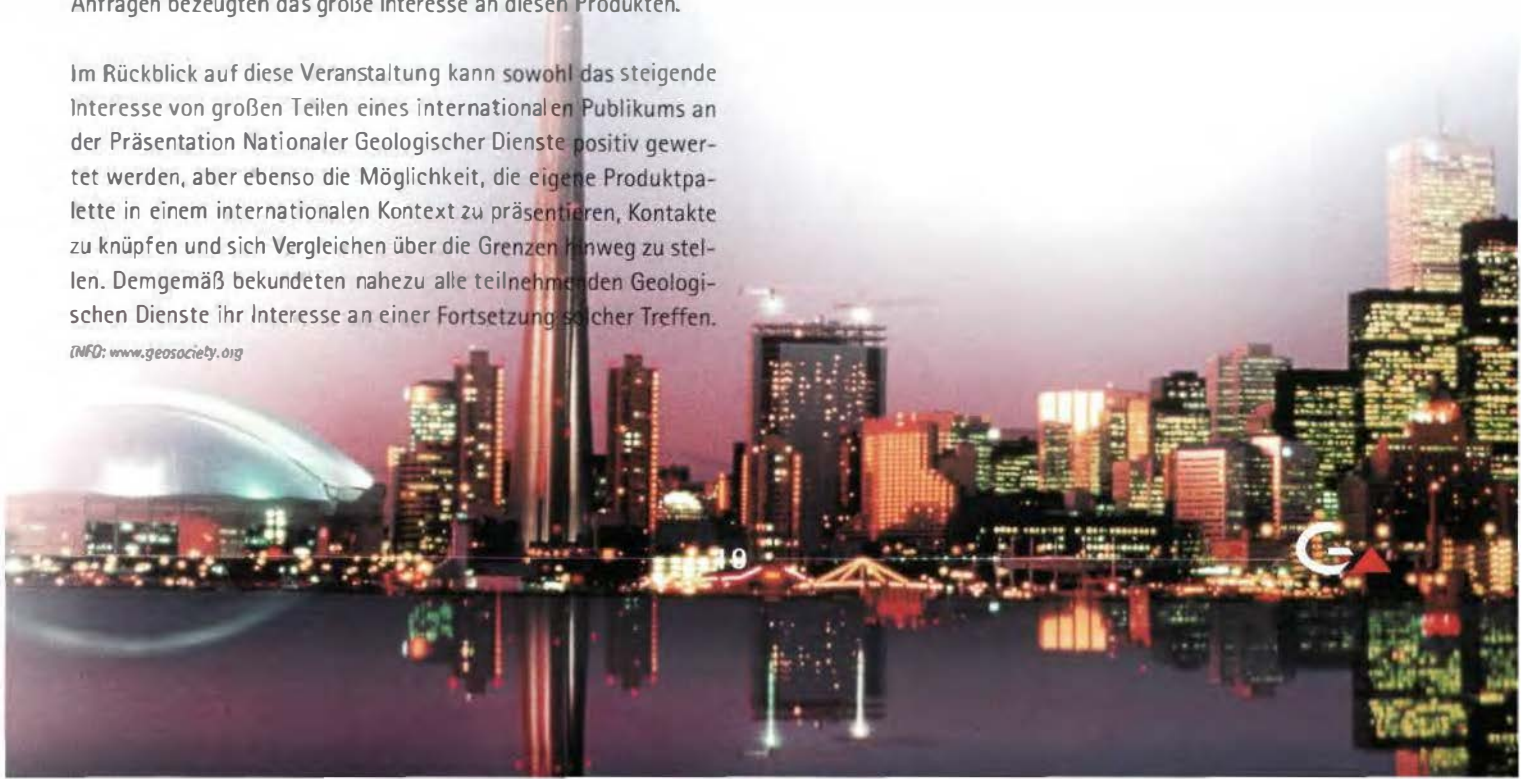 Anfragen bezeugten das große Interesse an diesen Produkten.
Im Rückblick auf diese Veranstaltung kann sowohl das steigende
Interesse von großen Teilen eines internationalen Publikums an
der Präsentation Nationaler Geologischer Dienste positiv gewer-
tet werden, aber ebenso die Möglichkeit, die eigene Produktpa-
lette in einem internationalen Kontext zu präsentieren, Kontakte
zu knüpfen und sich Vergleichen über die Grenzen hinweg zu stel-
len. Demgemäß bekundeten nahezu alle teilnehmenden Geologi-
schen Dienste ihr Interesse an einer Fortsetzung solcher Treffen.
INFO: www.geosociety.org
19